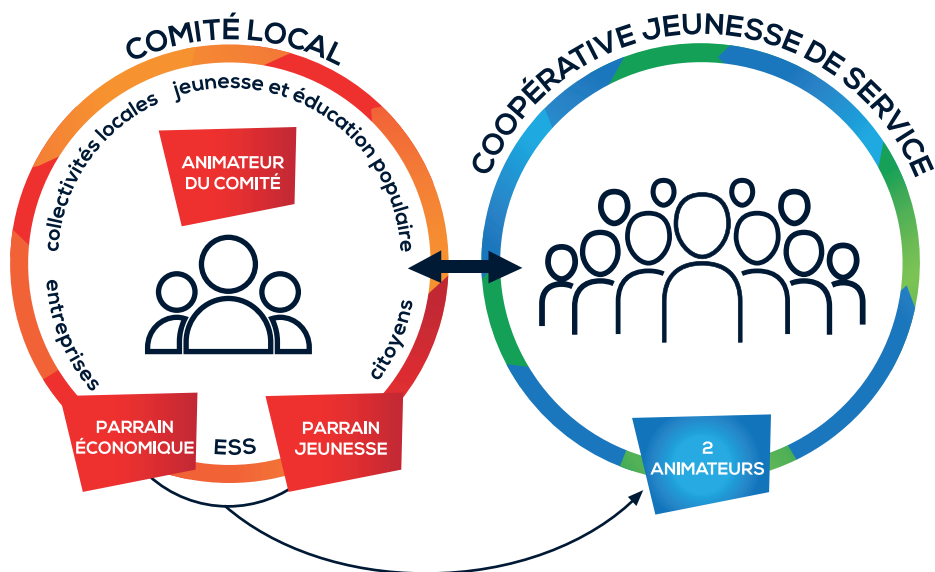 COMITÉ LOCAL
COOPÉRATIVE JEUNESSE DE SERVICE
entreprises
collectivités locales
jeunesse et éducation populaire
citoyens
ESS
ANIMATEUR
DU COMITÉ
PARRAIN
ÉCONOMIQUE
PARRAIN
JEUNESSE
2
ANIMATEURS